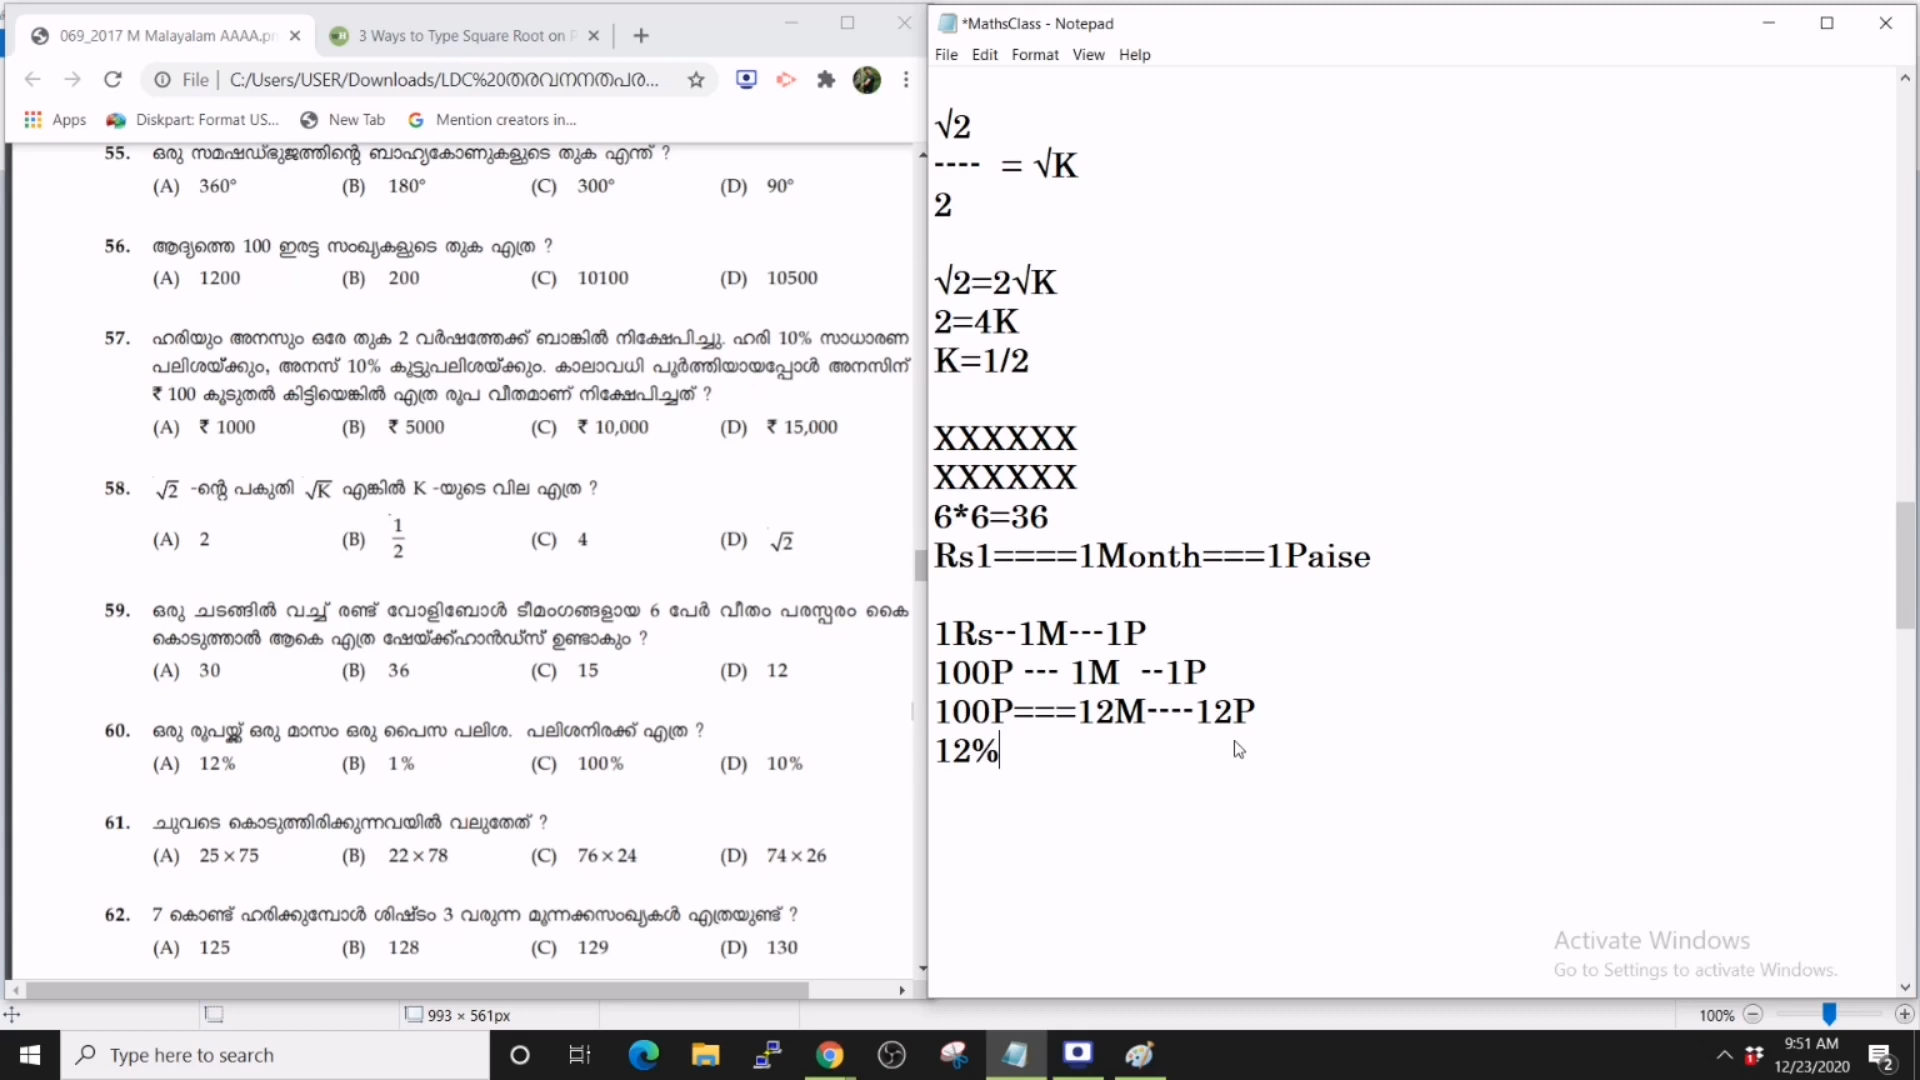 069_2017 M Malayalam AAAA.pn
3 Ways to Type Square Root on P
File | C:/Users/USER/Downloads/LDC%20തരവനനതപര...
Apps Diskpart: Format US... New Tab Mention creators in...
55. ഒരു സമഷഡ്ഭുജത്തിന്റെ ബാഹ്യകോണുകളുടെ തുക എന്ത് ?
(A) 360° (B) 180° (C) 300° (D) 90°
56. ആദ്യത്തെ 100 ഇരട്ട സംഖ്യകളുടെ തുക എത്ര ?
(A) 1200 (B) 200 (C) 10100 (D) 10500
57. ഹരിയും അനസും ഒരേ തുക 2 വർഷത്തേക്ക് ബാങ്കിൽ നിക്ഷേപിച്ചു. ഹരി 10% സാധാരണ
പലിശയ്ക്കും, അനസ് 10% കൂട്ടുപലിശയ്ക്കും. കാലാവധി പൂർത്തിയായപ്പോൾ അനസിന്
₹ 100 കൂടുതൽ കിട്ടിയെങ്കിൽ എത്ര രൂപ വീതമാണ് നിക്ഷേപിച്ചത് ?
(A) ₹ 1000 (B) ₹ 5000 (C) ₹ 10,000 (D) ₹ 15,000
58. √2 -ന്റെ പകുതി √K എങ്കിൽ K -യുടെ വില എത്ര ?
(A) 2 (B) 1/2 (C) 4 (D) √2
59. ഒരു ചടങ്ങിൽ വച്ച് രണ്ട് വോളിബോൾ ടീമംഗങ്ങളായ 6 പേർ വീതം പരസ്പരം കൈ
കൊടുത്താൽ ആകെ എത്ര ഷേയ്ക്ക്ഹാൻഡ്സ് ഉണ്ടാകും ?
(A) 30 (B) 36 (C) 15 (D) 12
60. ഒരു രൂപയ്ക്ക് ഒരു മാസം ഒരു പൈസ പലിശ. പലിശനിരക്ക് എത്ര ?
(A) 12% (B) 1% (C) 100% (D) 10%
61. ചുവടെ കൊടുത്തിരിക്കുന്നവയിൽ വലുതേത് ?
(A) 25×75 (B) 22×78 (C) 76×24 (D) 74×26
62. 7 കൊണ്ട് ഹരിക്കുമ്പോൾ ശിഷ്ടം 3 വരുന്ന മൂന്നക്കസംഖ്യകൾ എത്രയുണ്ട് ?
(A) 125 (B) 128 (C) 129 (D) 130
*MathsClass - Notepad
File Edit Format View Help
√2
---- = √K
2
√2=2√K
2=4K
K=1/2
XXXXXX
XXXXXX
6*6=36
Rs1====1Month===1Paise
1Rs--1M---1P
100P --- 1M --1P
100P===12M----12P
12%
Activate Windows
Go to Settings to activate Windows.
993 × 561px
100%
Type here to search
9:51 AM
12/23/2020
2